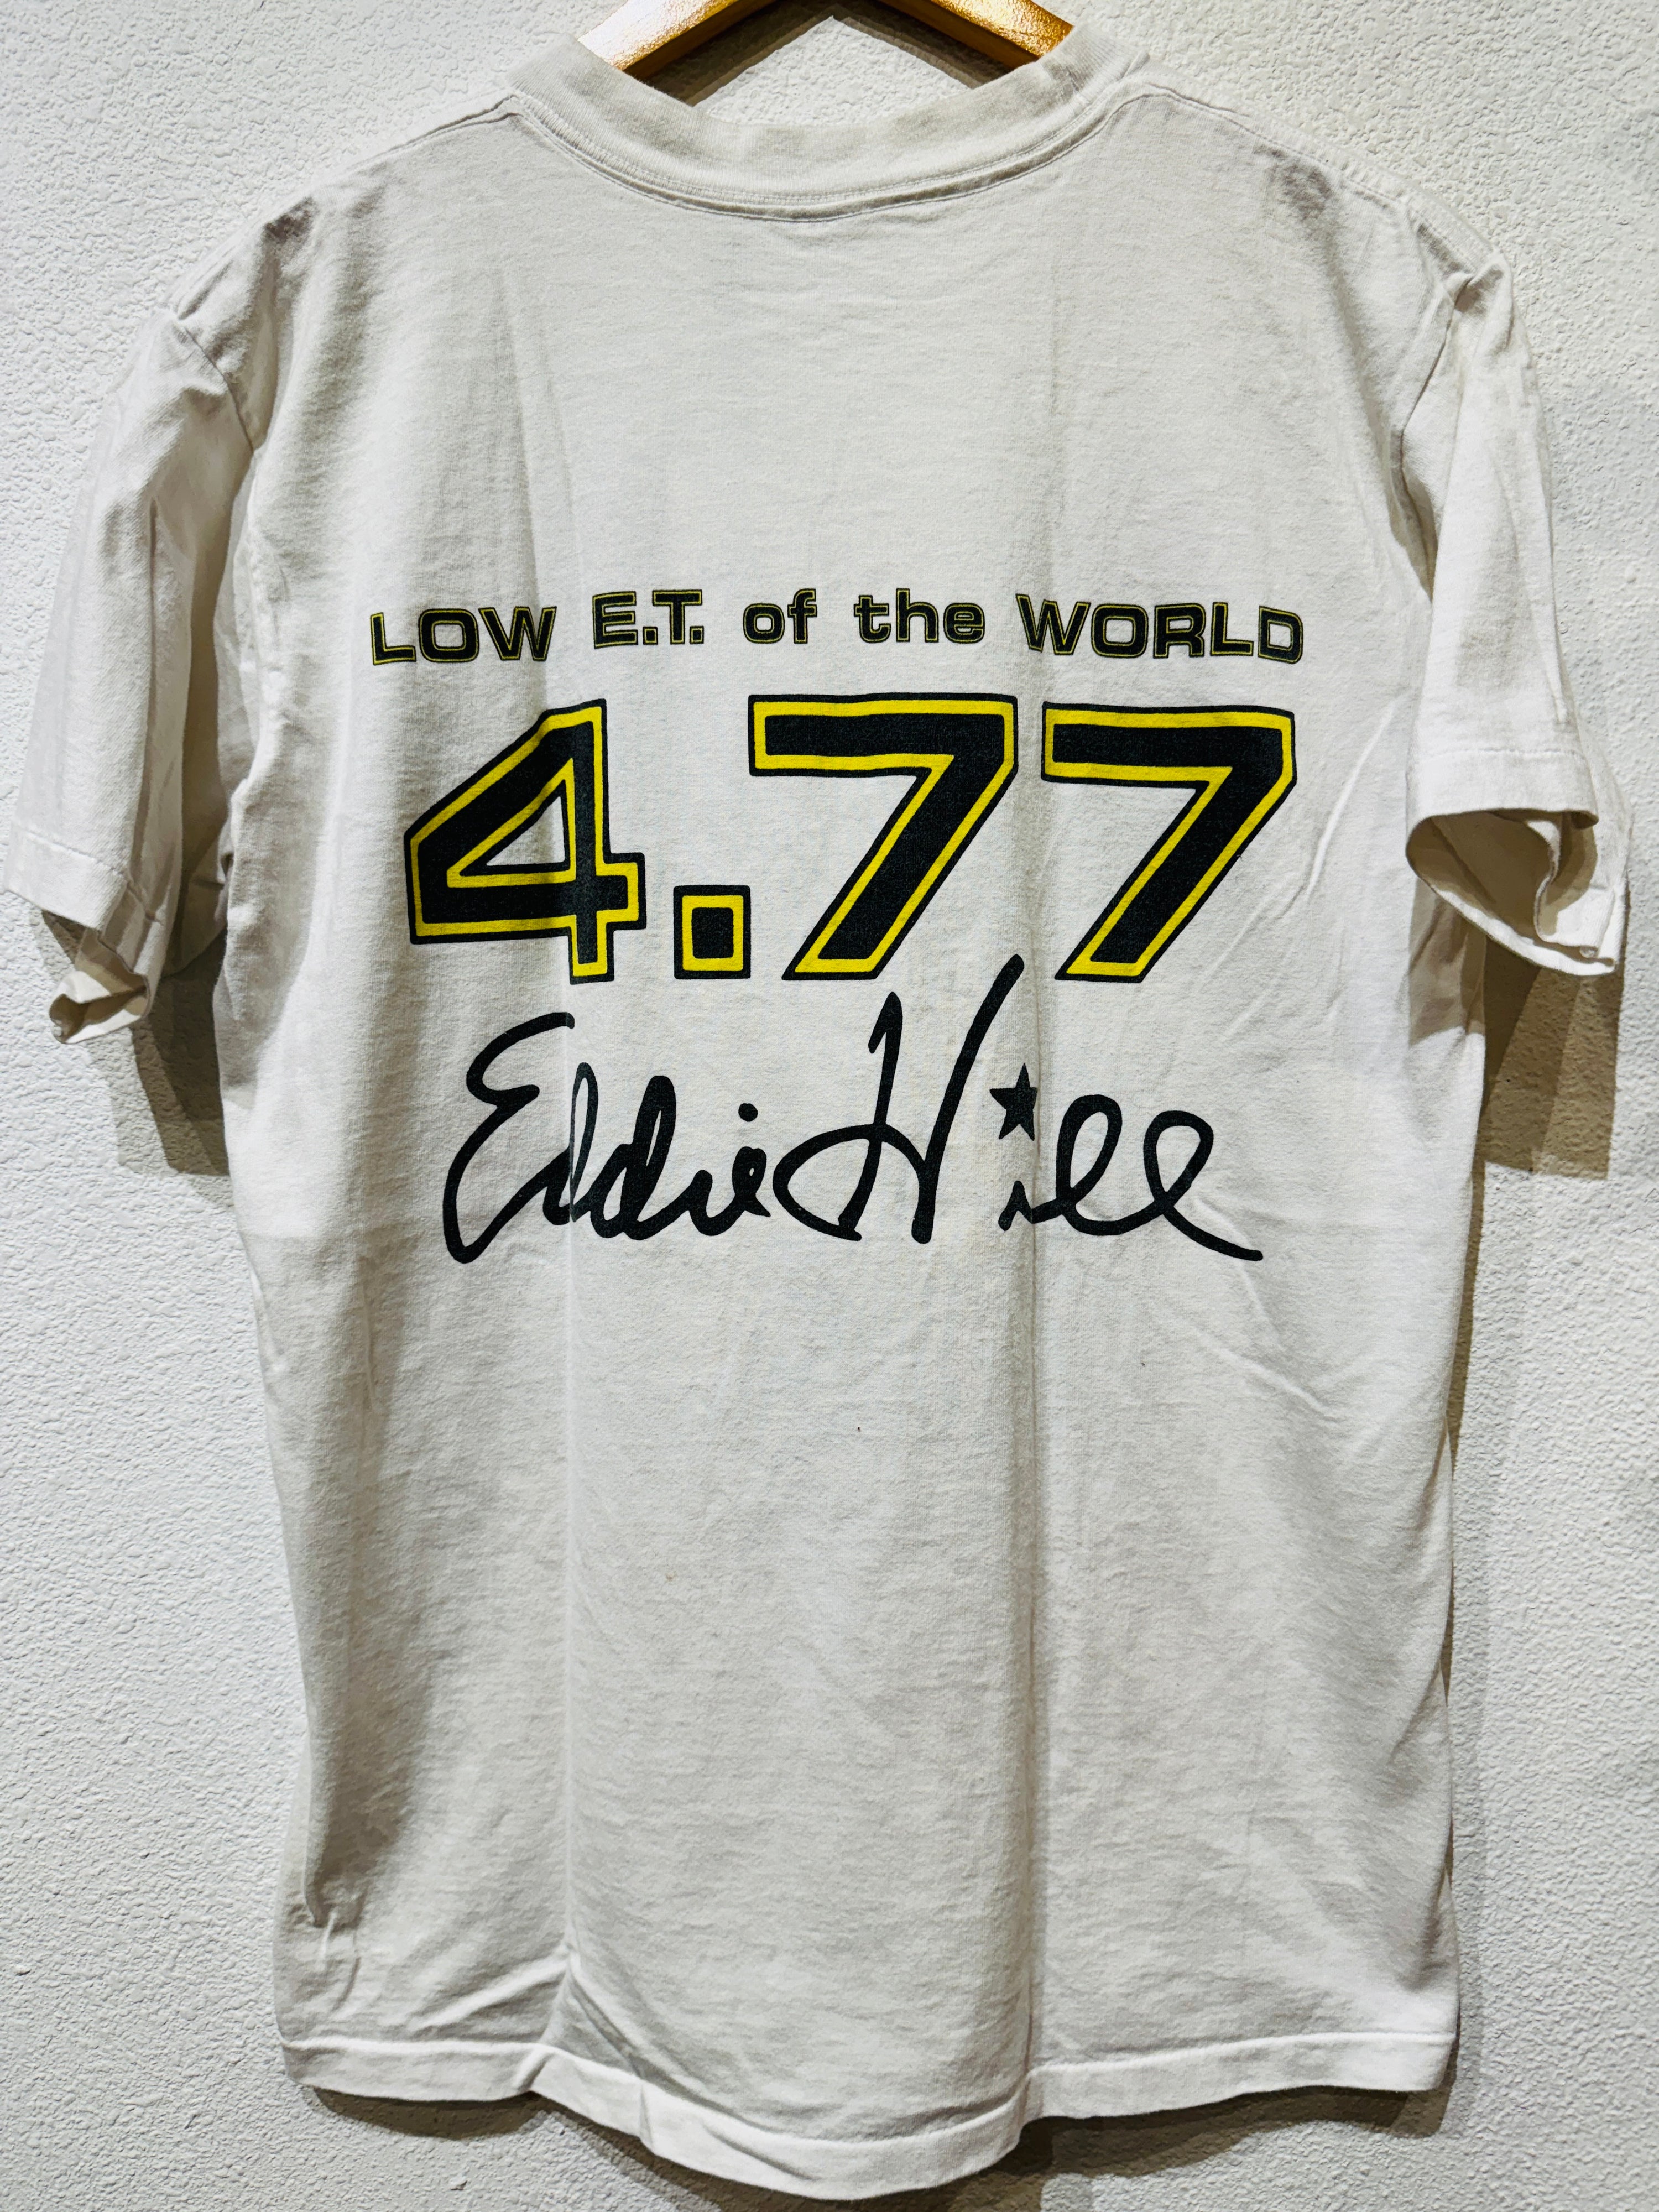 LOW E.T. of the WORLD
4.77
Eddie Hill